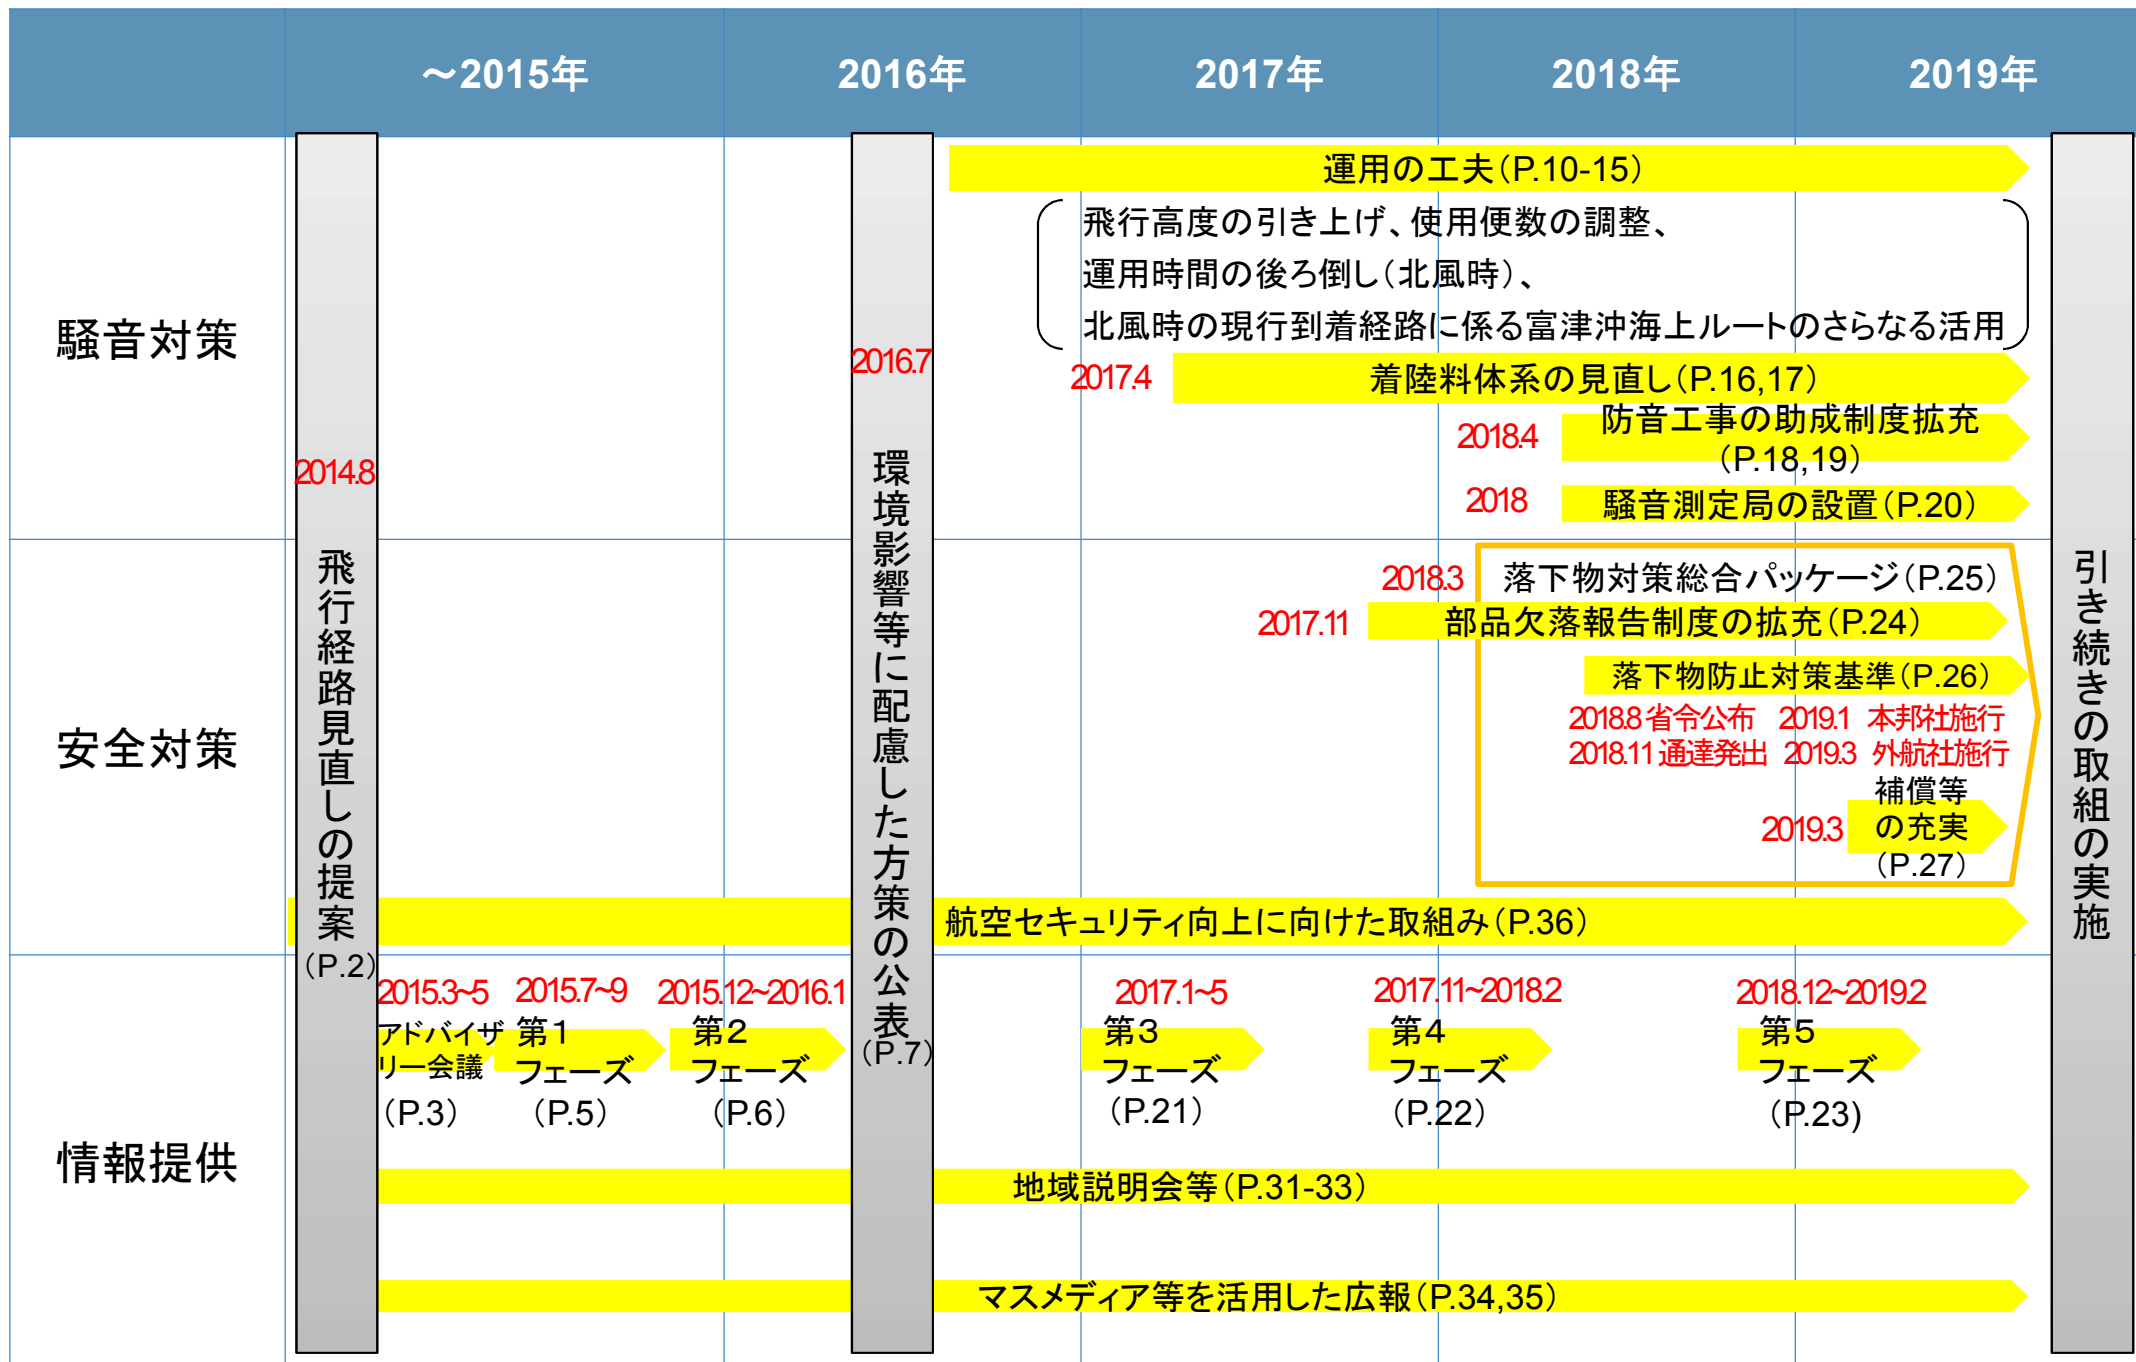 ～2015年
2016年
2017年
2018年
2019年
騒音対策
安全対策
情報提供
2014.8
飛行経路見直しの提案
（P.2）
2016.7
環境影響等に配慮した方策の公表
（P.7）
引き続きの取組の実施
運用の工夫（P.10-15）
飛行高度の引き上げ、使用便数の調整、
運用時間の後ろ倒し（北風時）、
北風時の現行到着経路に係る富津沖海上ルートのさらなる活用
2017.4
着陸料体系の見直し（P.16,17）
2018.4
防音工事の助成制度拡充
（P.18,19）
2018
騒音測定局の設置（P.20）
2018.3
落下物対策総合パッケージ（P.25）
2017.11
部品欠落報告制度の拡充（P.24）
落下物防止対策基準（P.26）
2018.8 省令公布 2019.1 本邦社施行
2018.11 通達発出 2019.3 外航社施行
2019.3
補償等
の充実
（P.27）
航空セキュリティ向上に向けた取組み（P.36）
2015.3~5
アドバイザ
リー会議
（P.3）
2015.7~9
第１
フェーズ
（P.5）
2015.12~2016.1
第２
フェーズ
（P.6）
2017.1~5
第３
フェーズ
（P.21）
2017.11~2018.2
第４
フェーズ
（P.22）
2018.12~2019.2
第５
フェーズ
（P.23)
地域説明会等（P.31-33）
マスメディア等を活用した広報（P.34,35）